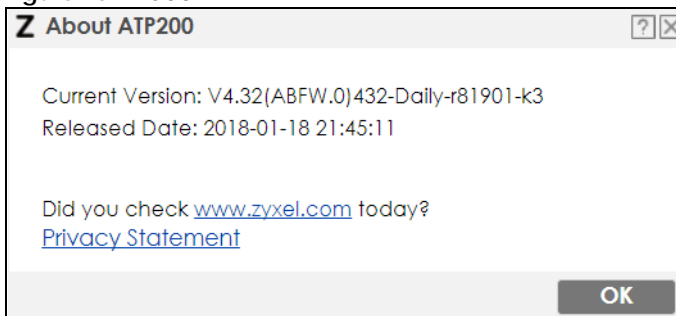 Z About ATP200
Current Version: V4.32(ABFW.0)432-Daily-r81901-k3
Released Date: 2018-01-18 21:45:11
Did you check www.zyxel.com today?
Privacy Statement
OK